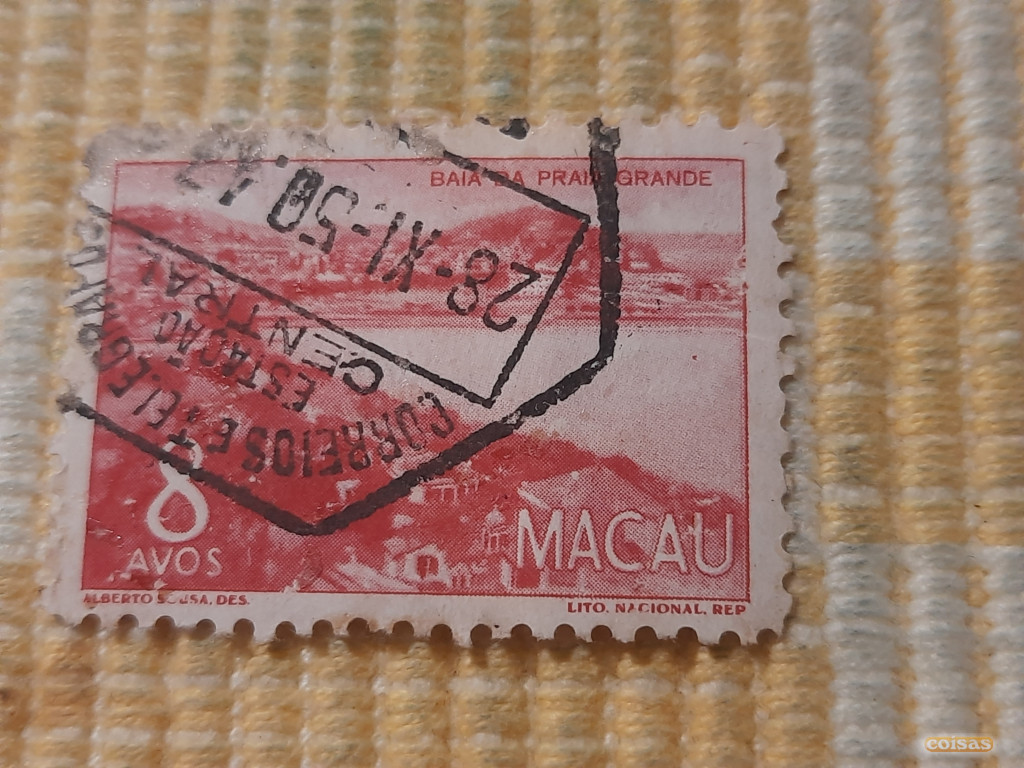 BAIA DA PRAIA GRANDE
28-XI.-50.17
CORREIOS E TELEGRAFOS
ESTAÇÃO
CENTRAL
8
AVOS
MACAU
ALBERTO SOUSA, DES.
LITO. NACIONAL, REP
coisas